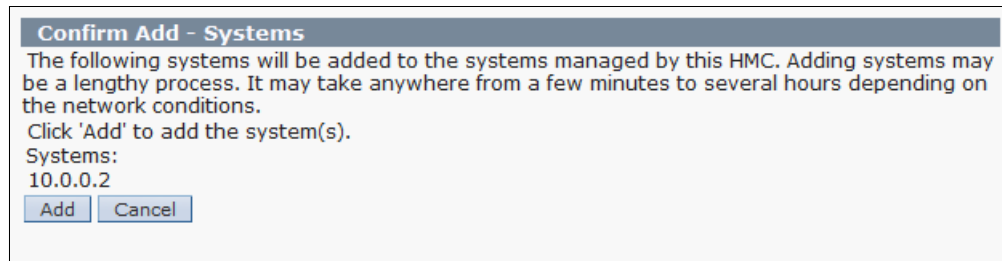 Confirm Add - Systems
The following systems will be added to the systems managed by this HMC. Adding systems may
be a lengthy process. It may take anywhere from a few minutes to several hours depending on
the network conditions.
Click 'Add' to add the system(s).
Systems:
10.0.0.2
Add Cancel